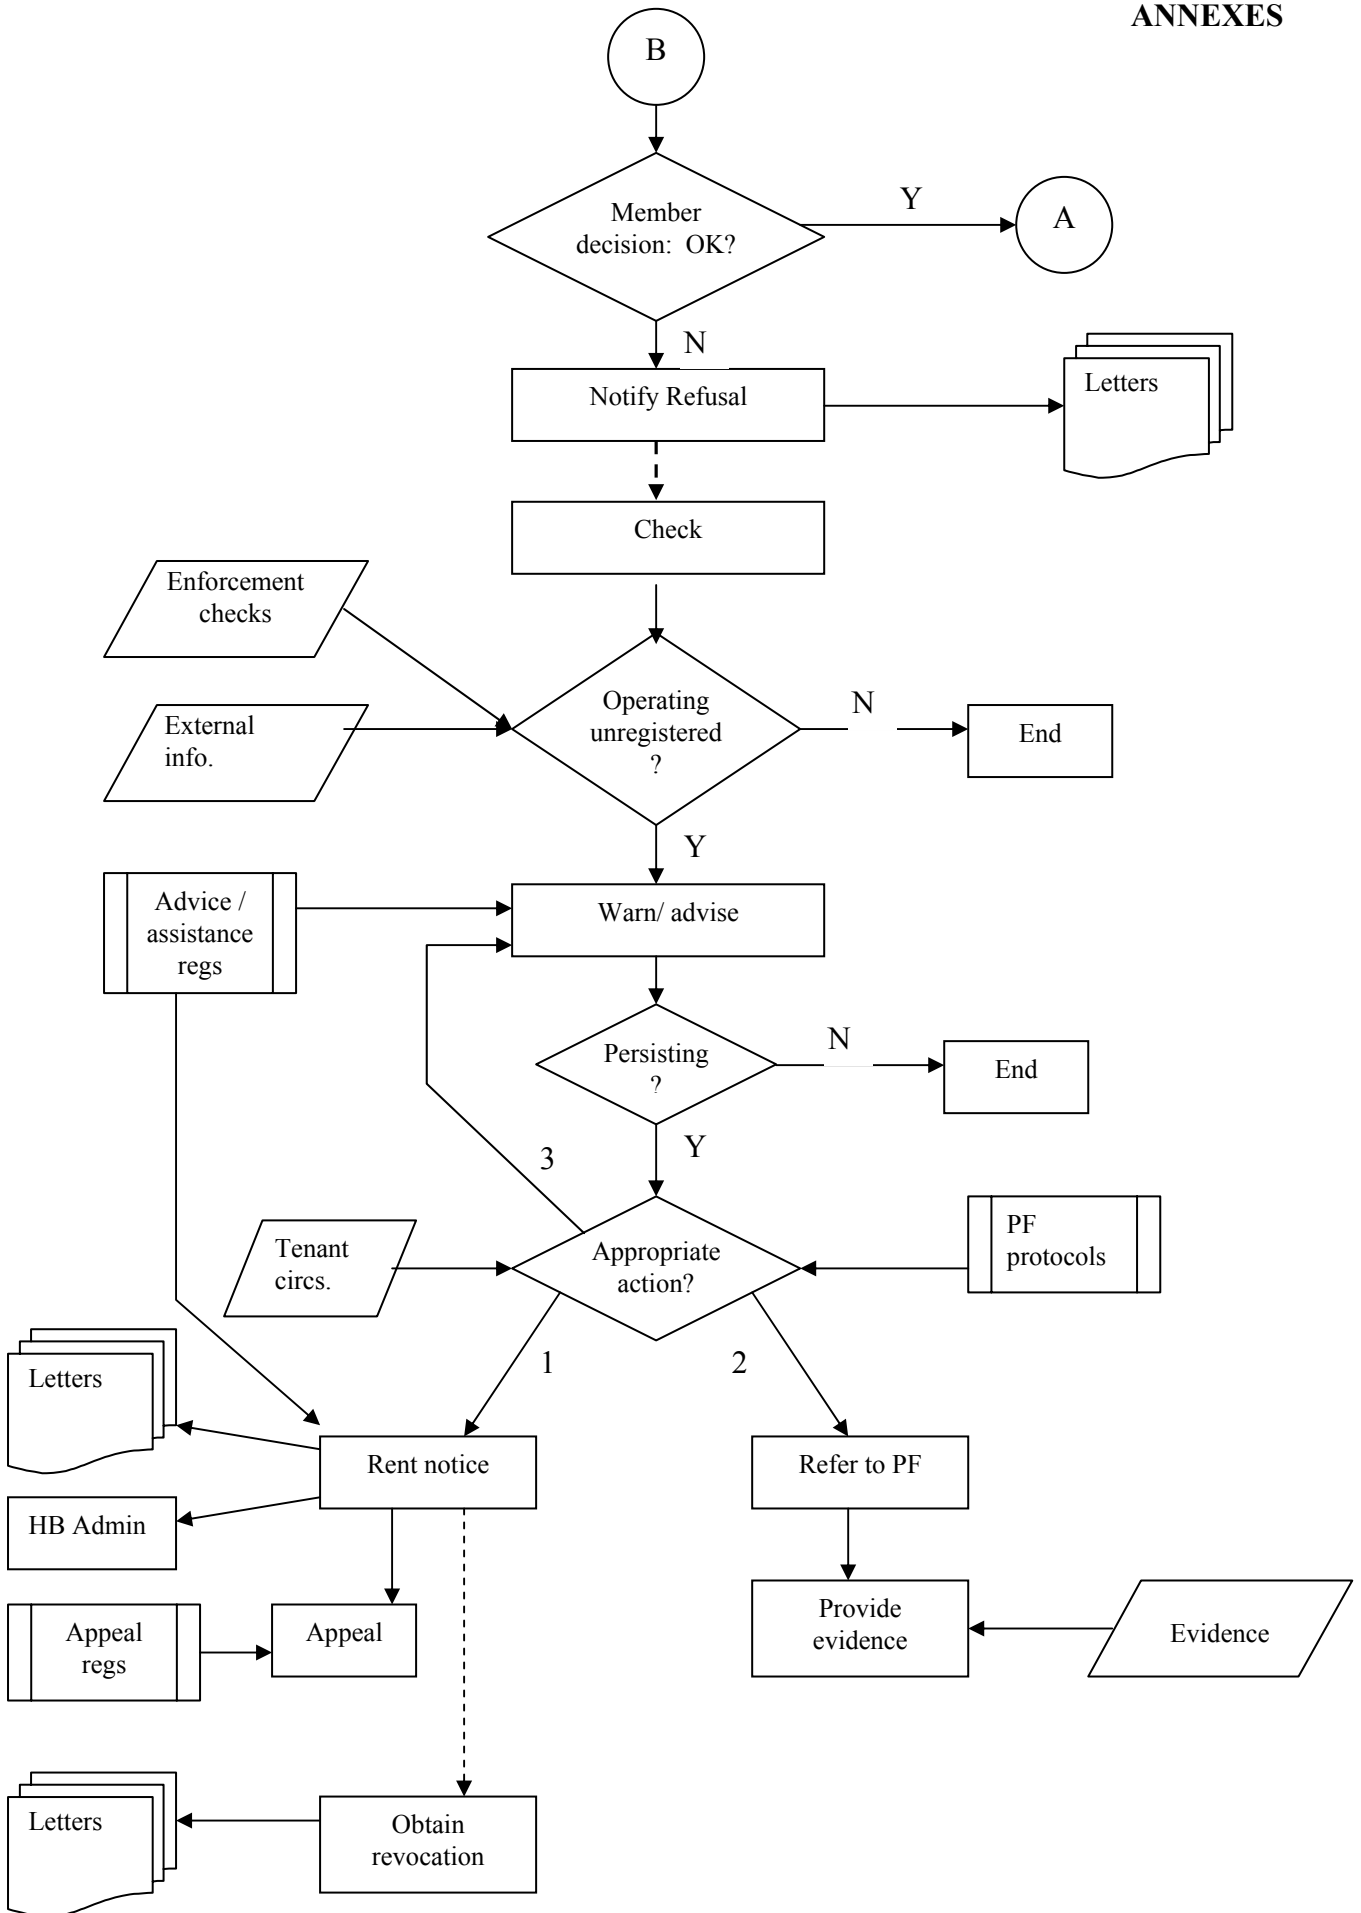 ANNEXES
B
Member
decision:  OK?
Y
A
N
Notify Refusal
Letters
Check
Enforcement
checks
External
info.
Operating
unregistered
?
N
End
Y
Advice /
assistance
regs
Warn/ advise
Persisting
?
N
End
Y
3
Tenant
circs.
Appropriate
action?
PF
protocols
1
2
Letters
Rent notice
Refer to PF
HB Admin
Appeal
regs
Appeal
Provide
evidence
Evidence
Letters
Obtain
revocation